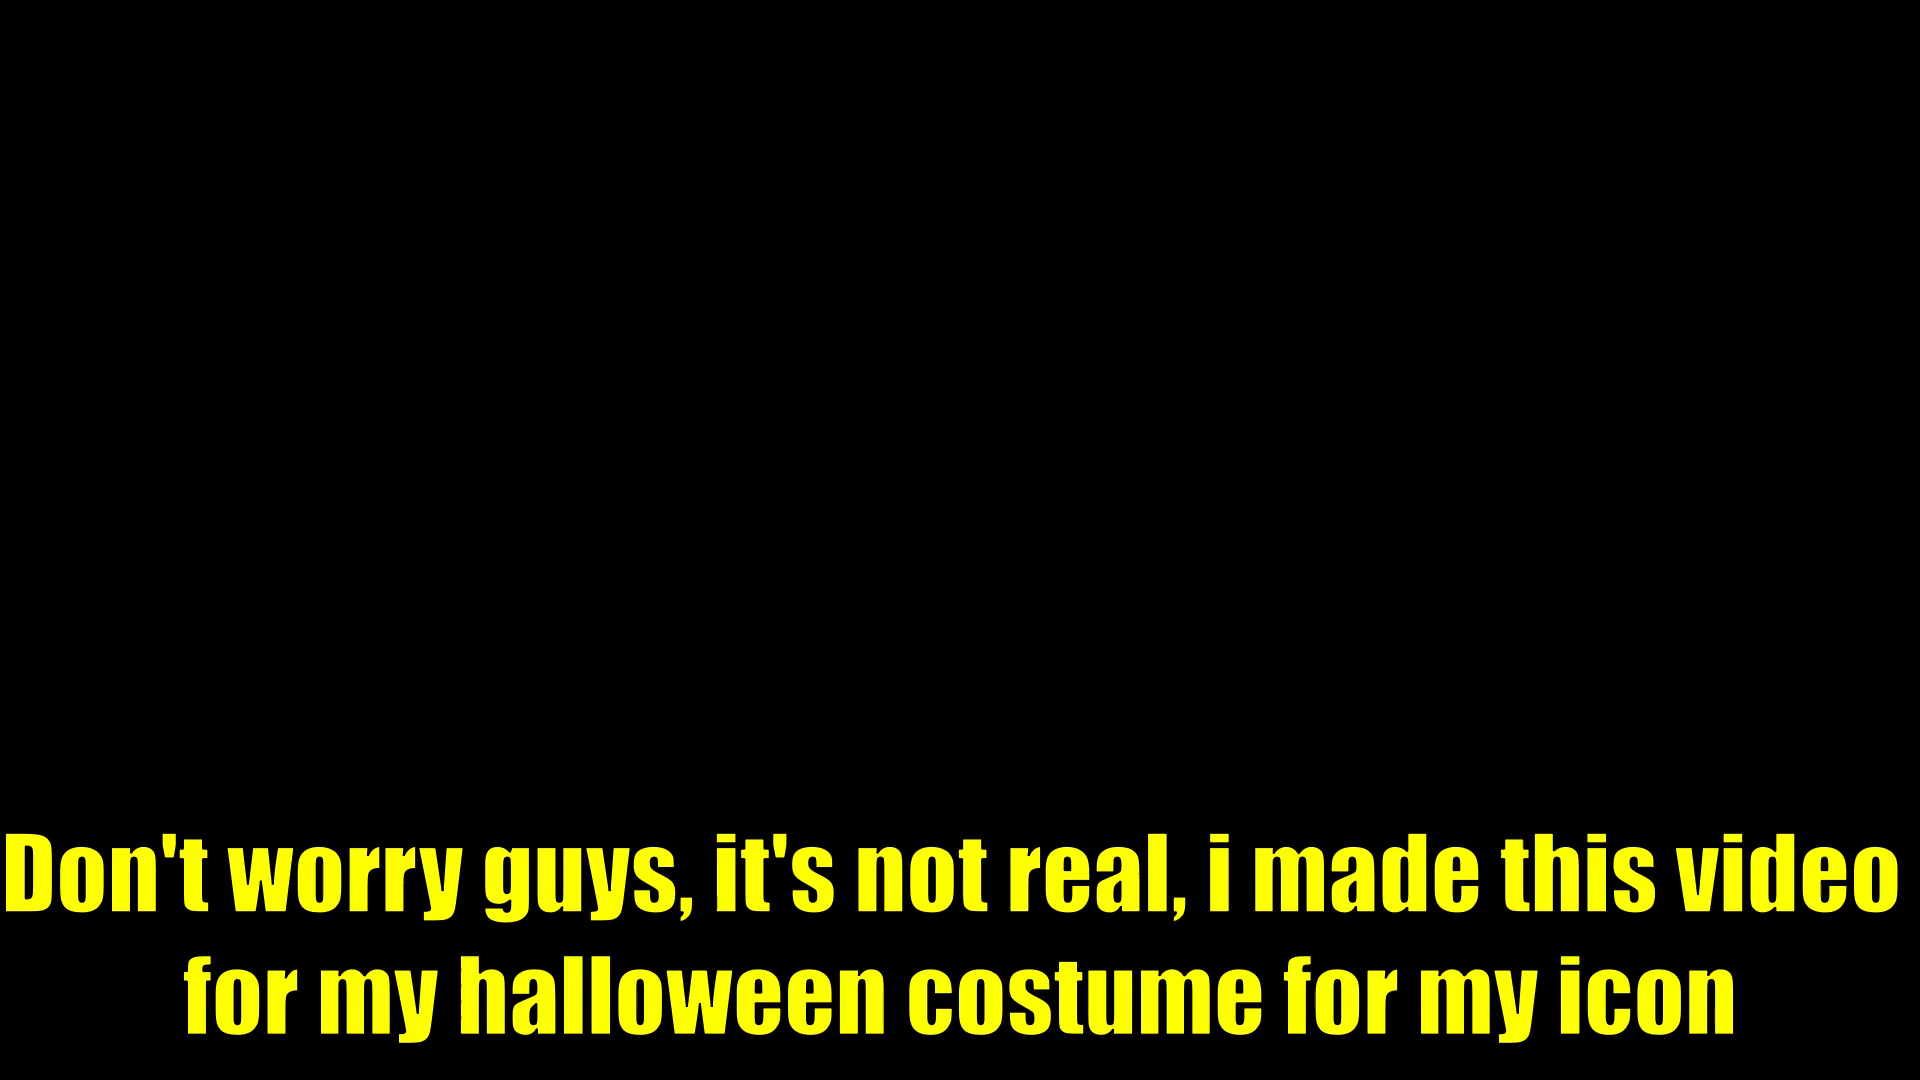 Don't worry guys, it's not real, i made this video
for my halloween costume for my icon